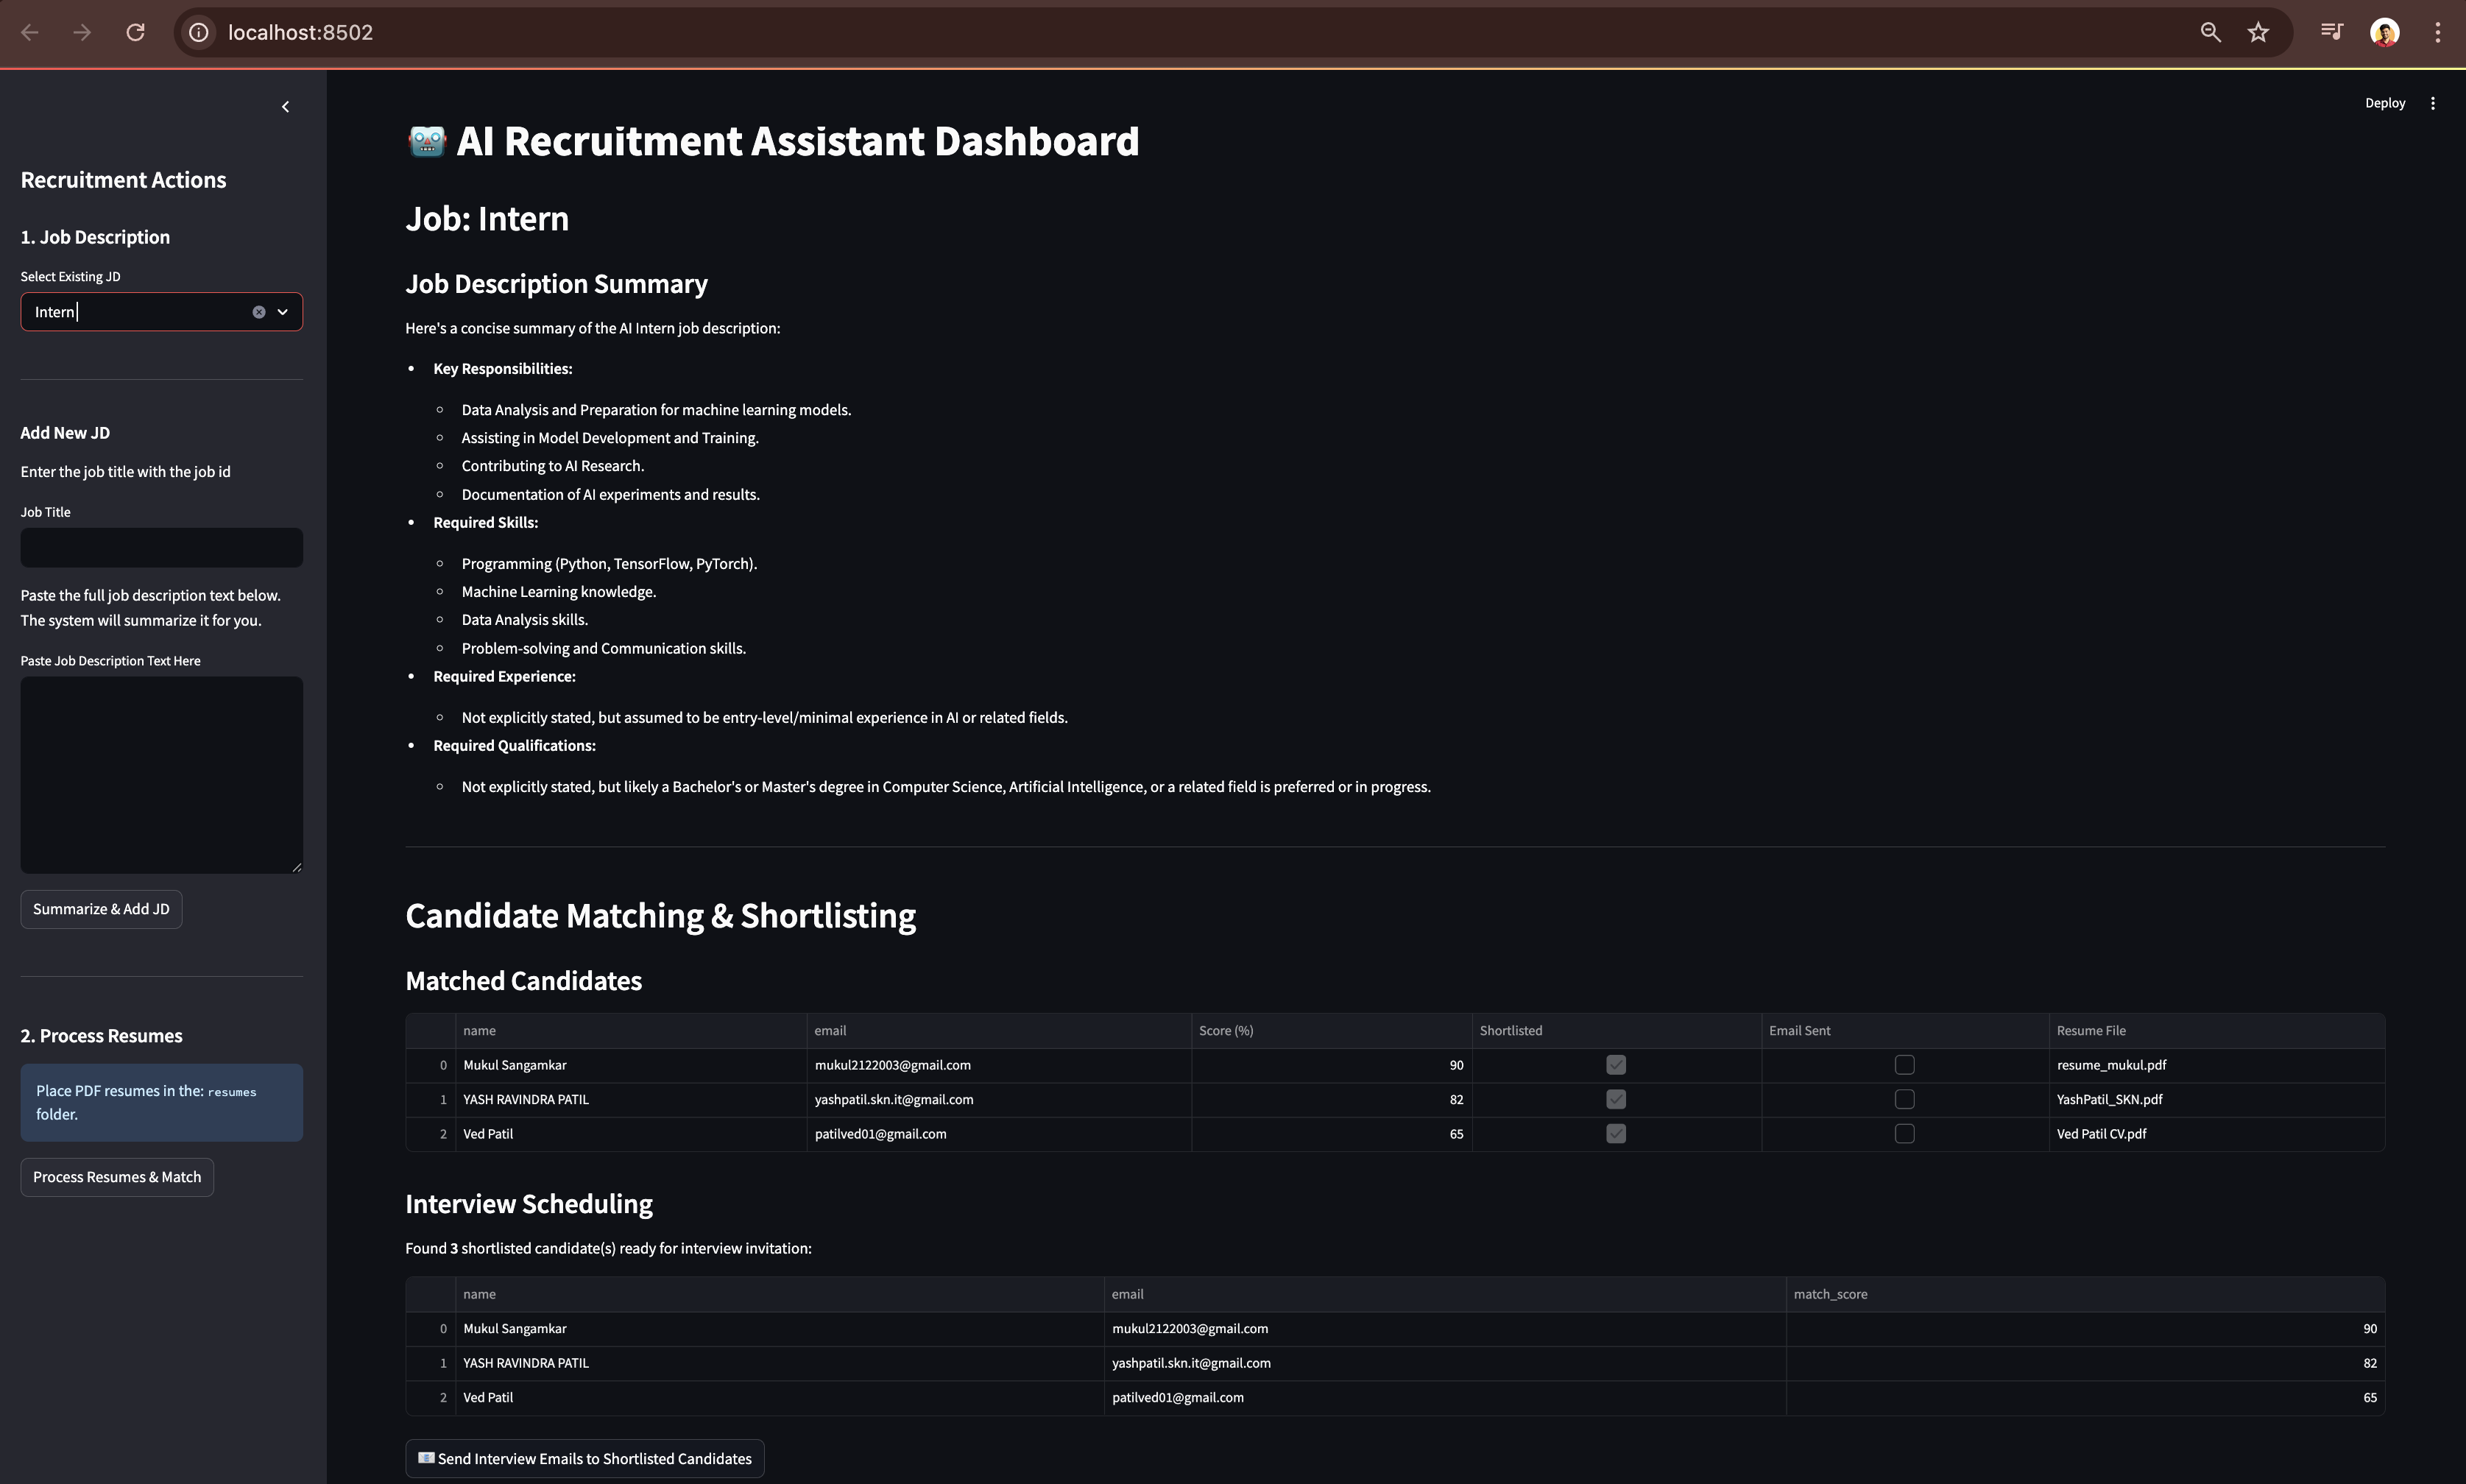 localhost:8502
Deploy
Recruitment Actions
1. Job Description
Select Existing JD
Intern
Add New JD
Enter the job title with the job id
Job Title
Paste the full job description text below.
The system will summarize it for you.
Paste Job Description Text Here
Summarize & Add JD
2. Process Resumes
Place PDF resumes in the: resumes
folder.
Process Resumes & Match
AI Recruitment Assistant Dashboard
Job: Intern
Job Description Summary
Here's a concise summary of the AI Intern job description:
Key Responsibilities:
Data Analysis and Preparation for machine learning models.
Assisting in Model Development and Training.
Contributing to AI Research.
Documentation of AI experiments and results.
Required Skills:
Programming (Python, TensorFlow, PyTorch).
Machine Learning knowledge.
Data Analysis skills.
Problem-solving and Communication skills.
Required Experience:
Not explicitly stated, but assumed to be entry-level/minimal experience in AI or related fields.
Required Qualifications:
Not explicitly stated, but likely a Bachelor's or Master's degree in Computer Science, Artificial Intelligence, or a related field is preferred or in progress.
Candidate Matching & Shortlisting
Matched Candidates
name email Score (%) Shortlisted Email Sent Resume File
0 Mukul Sangamkar mukul2122003@gmail.com 90 resume_mukul.pdf
1 YASH RAVINDRA PATIL yashpatil.skn.it@gmail.com 82 YashPatil_SKN.pdf
2 Ved Patil patilved01@gmail.com 65 Ved Patil CV.pdf
Interview Scheduling
Found 3 shortlisted candidate(s) ready for interview invitation:
name email match_score
0 Mukul Sangamkar mukul2122003@gmail.com 90
1 YASH RAVINDRA PATIL yashpatil.skn.it@gmail.com 82
2 Ved Patil patilved01@gmail.com 65
Send Interview Emails to Shortlisted Candidates